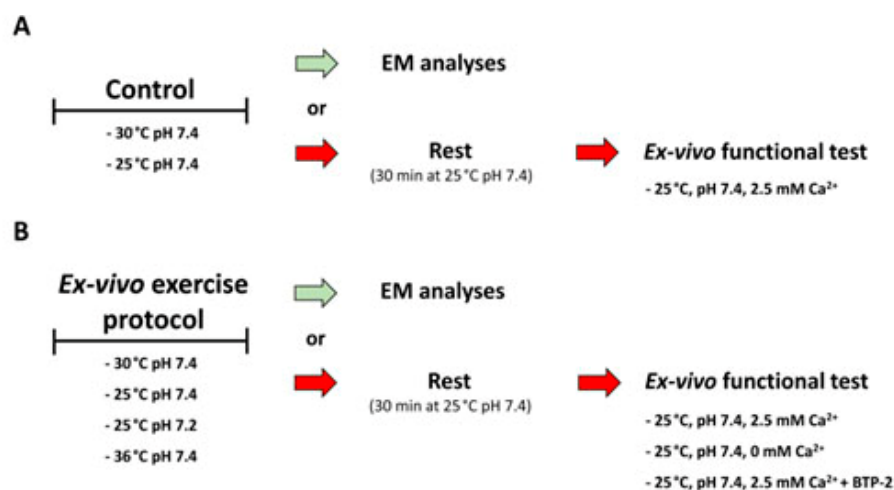 A
Control
- 30°C pH 7.4
- 25°C pH 7.4
EM analyses
or
Rest
(30 min at 25°C pH 7.4)
Ex-vivo functional test
- 25°C, pH 7.4, 2.5 mM Ca²⁺
B
Ex-vivo exercise
protocol
- 30°C pH 7.4
- 25°C pH 7.4
- 25°C pH 7.2
- 36°C pH 7.4
EM analyses
or
Rest
(30 min at 25°C pH 7.4)
Ex-vivo functional test
- 25°C, pH 7.4, 2.5 mM Ca²⁺
- 25°C, pH 7.4, 0 mM Ca²⁺
- 25°C, pH 7.4, 2.5 mM Ca²⁺ + BTP-2